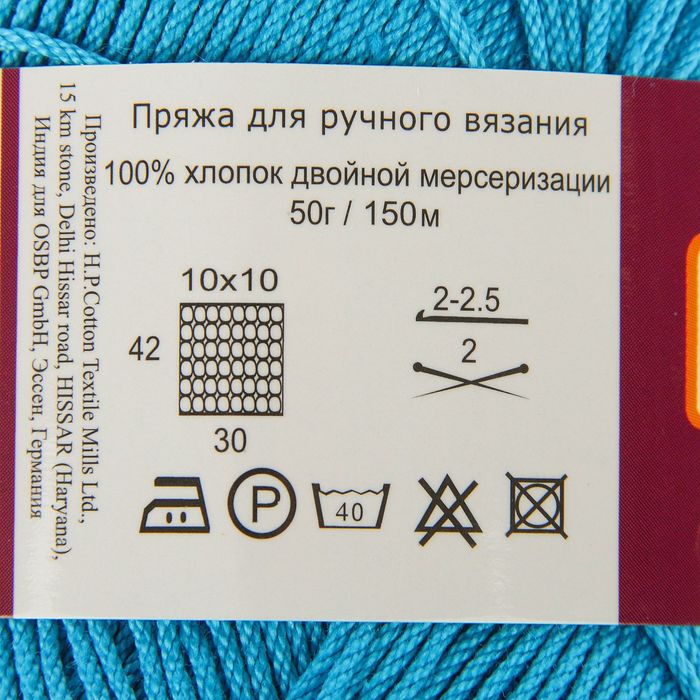 Пряжа для ручного вязания
100% хлопок двойной мерсеризации
50г / 150м
10х10
42
30
2-2.5
2
P
40
Произведено: H.P.Cotton Textile Mills Ltd.,
15 km stone, Delhi Hissar road, HISSAR (Haryana),
Индия для OSBP GmbH, Эссен, Германия